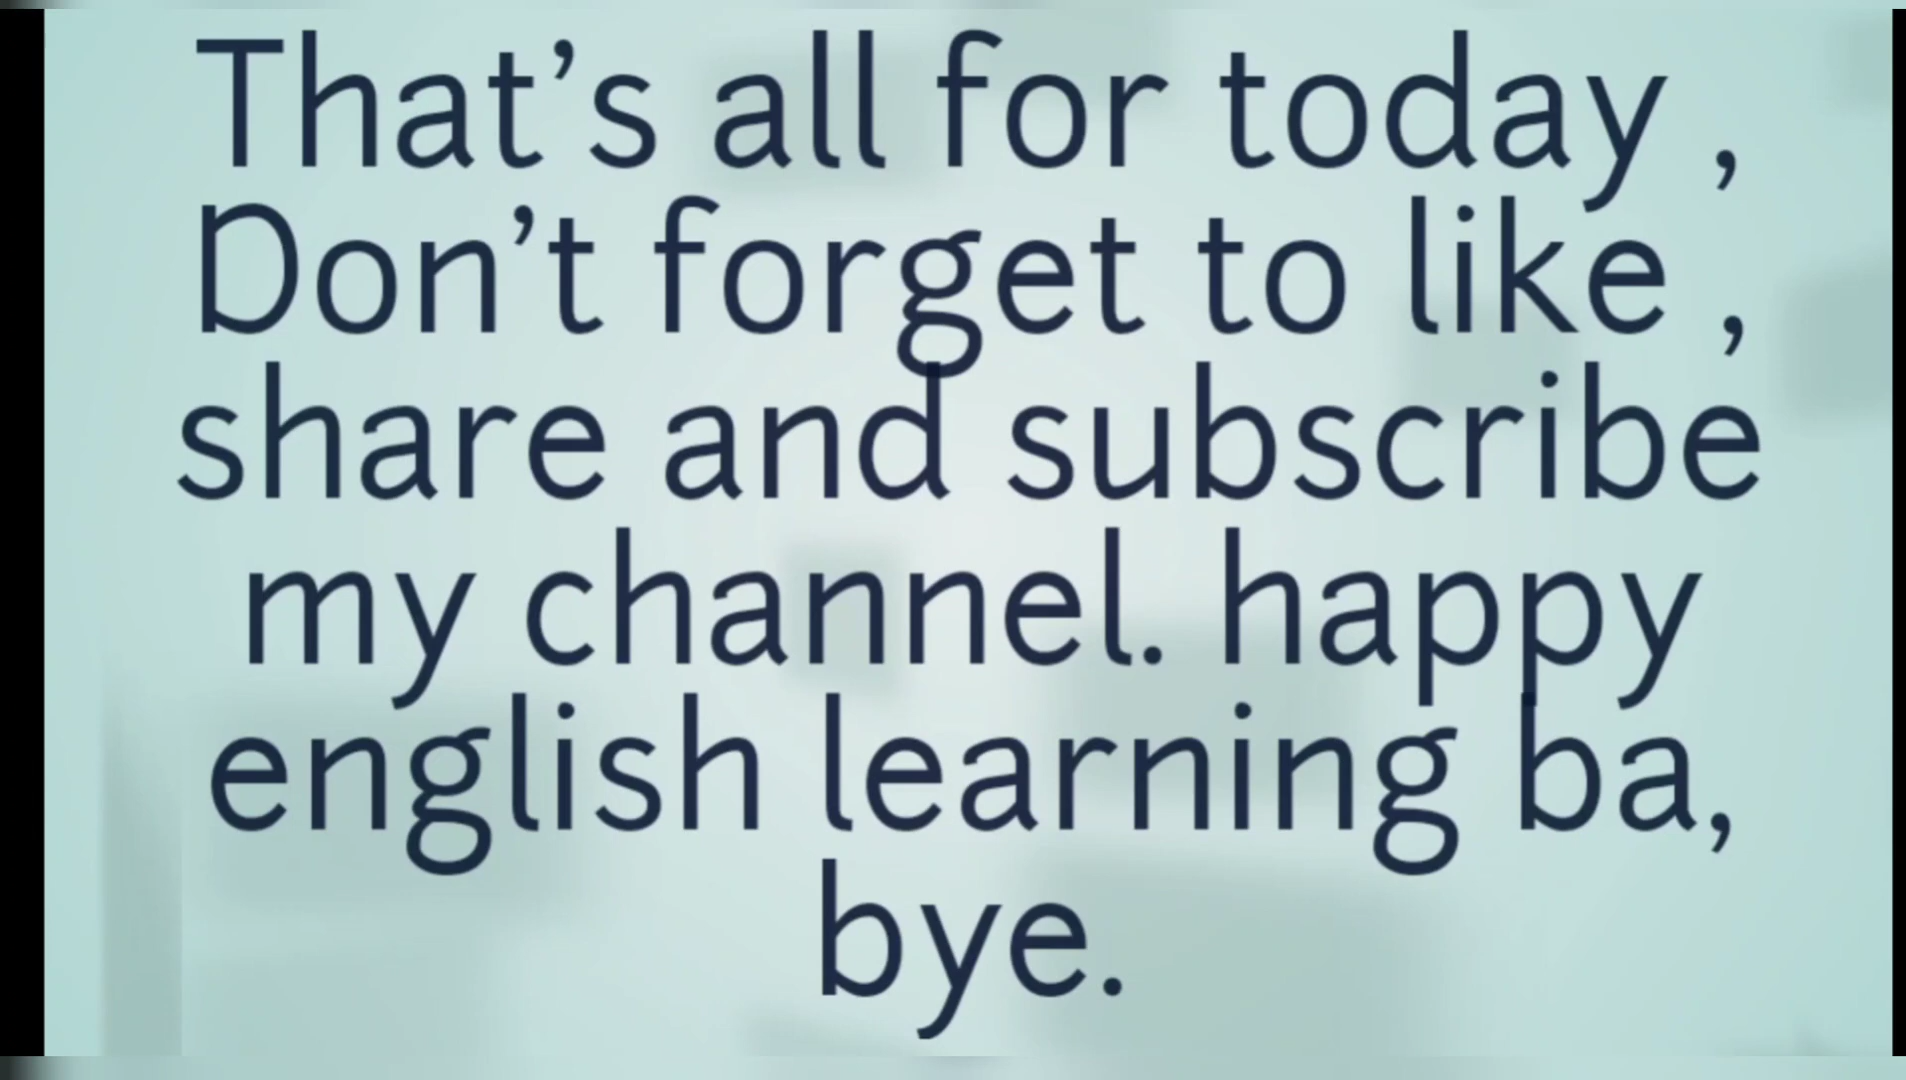 That’s all for today ,
Don’t forget to like ,
share and subscribe
my channel. happy
english learning ba,
bye.